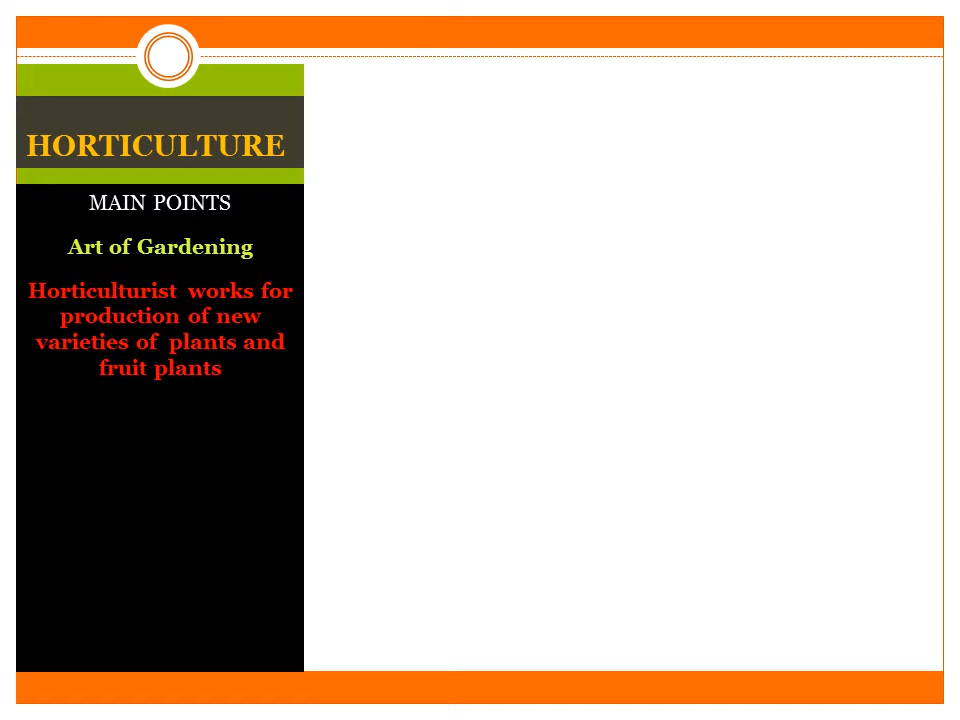 HORTICULTURE
MAIN POINTS
Art of Gardening
Horticulturist works for
production of new
varieties of plants and
fruit plants